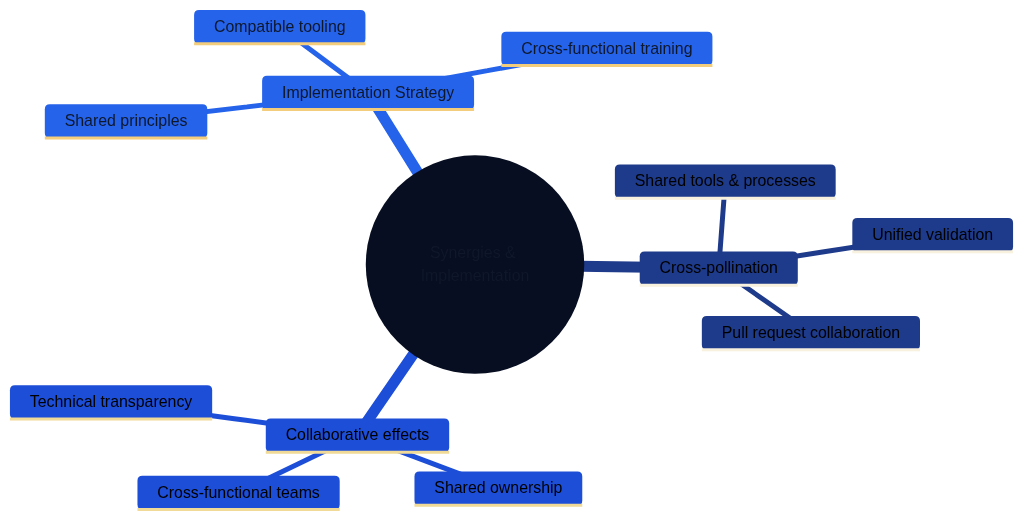 Compatible tooling
Cross-functional training
Implementation Strategy
Shared principles
Synergies &
Implementation
Shared tools & processes
Unified validation
Cross-pollination
Pull request collaboration
Technical transparency
Collaborative effects
Cross-functional teams
Shared ownership